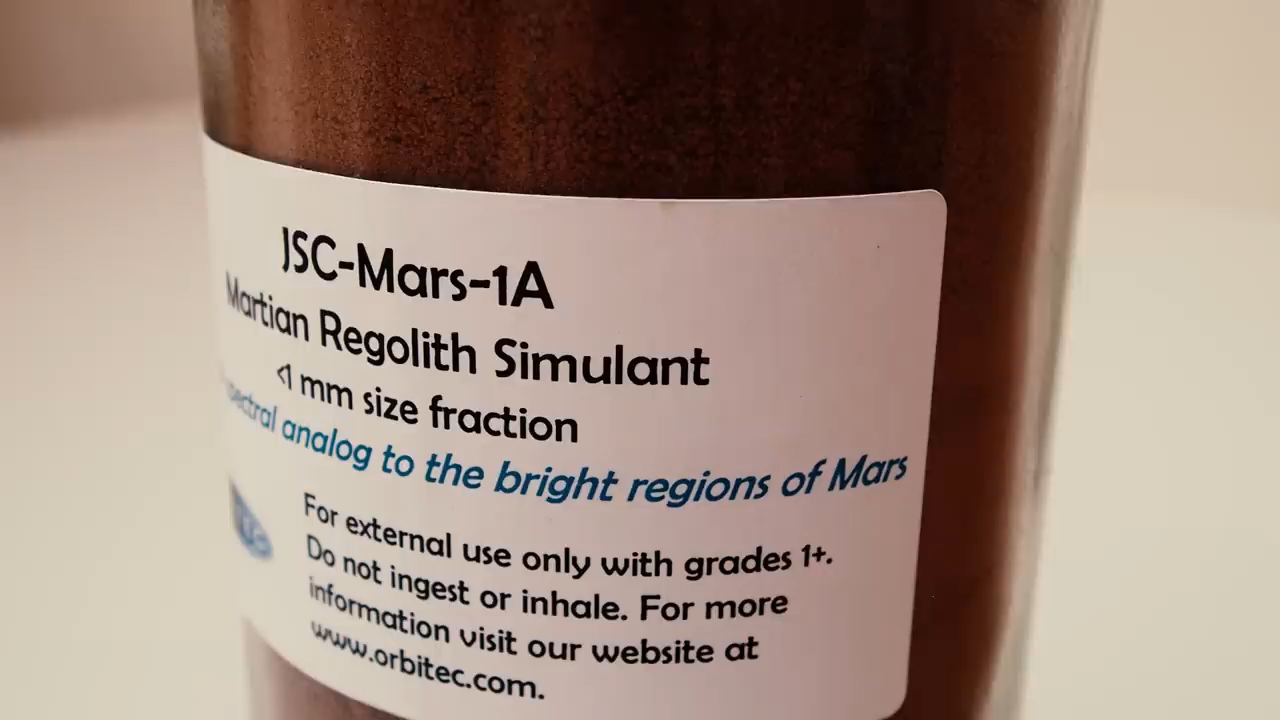 JSC-Mars-1A
Martian Regolith Simulant
<1 mm size fraction
analog to the bright regions of Mars
For external use only with grades 1+.
Do not ingest or inhale. For more
information visit our website at
www.orbitec.com.